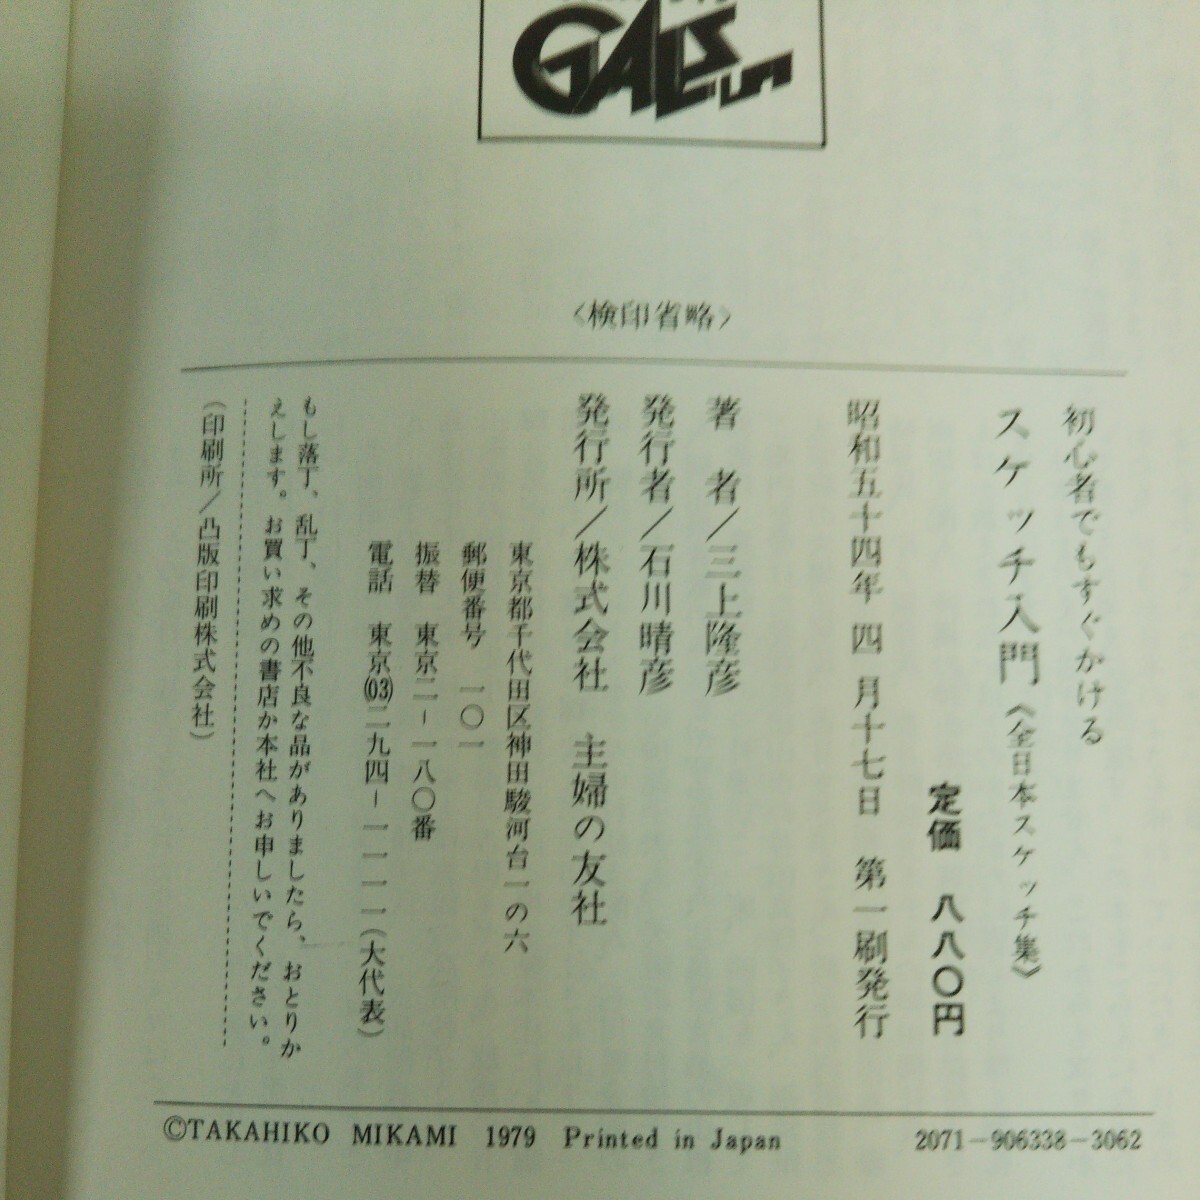 GALS
〈検印省略〉
初心者でもすぐかける
スケッチ入門《全日本スケッチ集》
定価 八八〇円
昭和五十四年 四 月十七日 第一刷発行
著 者/三上隆彦
発行者/石川晴彦
発行所/株式会社 主婦の友社
東京都千代田区神田駿河台一の六
郵便番号 一〇一
振替 東京二-一八〇番
電話 東京(03)二九四-一一一一(大代表)
もし落丁、乱丁、その他不良な品がありましたら、おとりか
えします。お買い求めの書店か本社へお申しいでください。
(印刷所/凸版印刷株式会社)
©TAKAHIKO MIKAMI 1979 Printed in Japan 2071-906338-3062